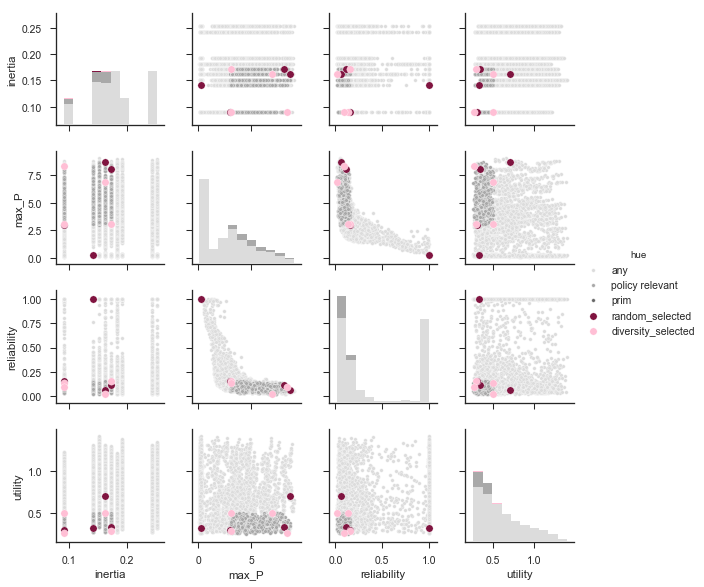 inertia
0.25
0.20
0.15
0.10
max_P
7.5
5.0
2.5
0.0
reliability
1.00
0.75
0.50
0.25
0.00
utility
1.0
0.5
0.1 0.2
0 5
0.0 0.5 1.0
0.5 1.0
inertia
max_P
reliability
utility
hue
any
policy relevant
prim
random_selected
diversity_selected